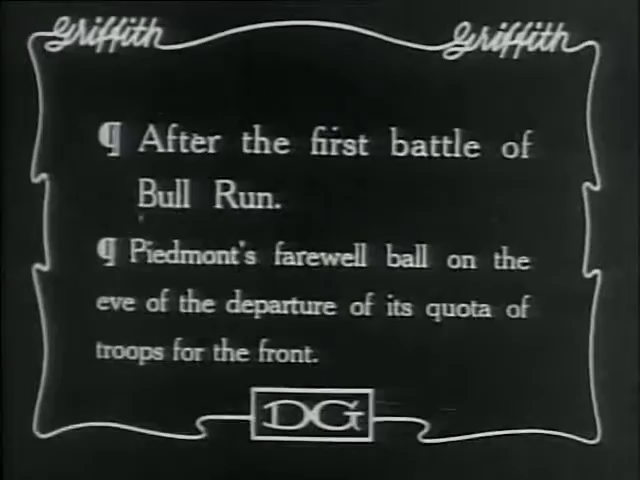 Griffith Griffith
¶ After the first battle of
Bull Run.
¶ Piedmont's farewell ball on the
eve of the departure of its quota of
troops for the front.
DG